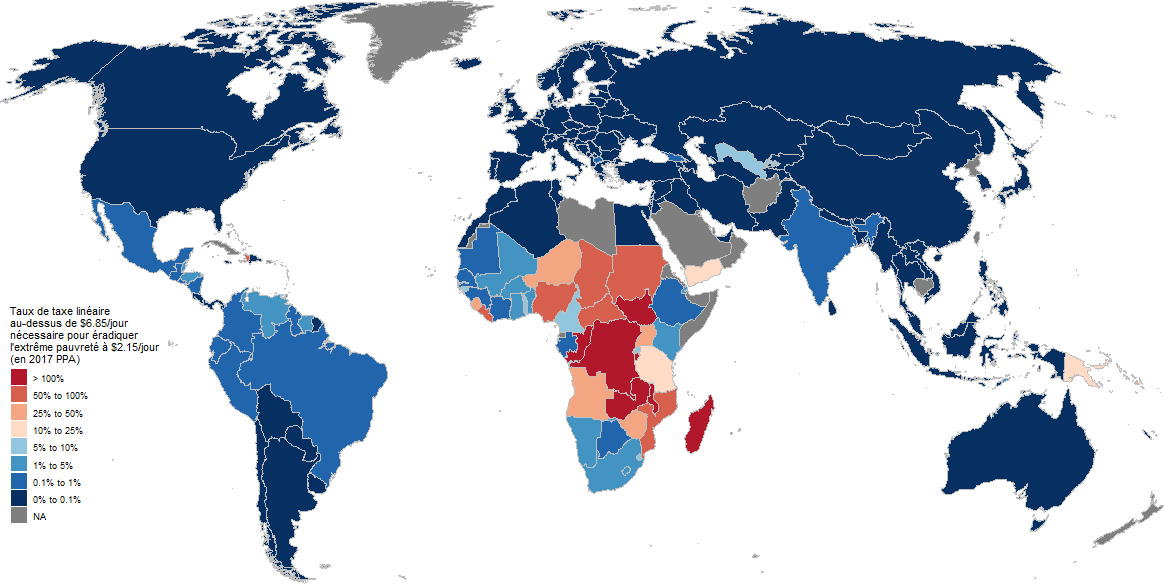 Taux de taxe linéaire
au-dessus de $6.85/jour
nécessaire pour éradiquer
l'extrême pauvreté à $2.15/jour
(en 2017 PPA)
> 100%
50% to 100%
25% to 50%
10% to 25%
5% to 10%
1% to 5%
0.1% to 1%
0% to 0.1%
NA